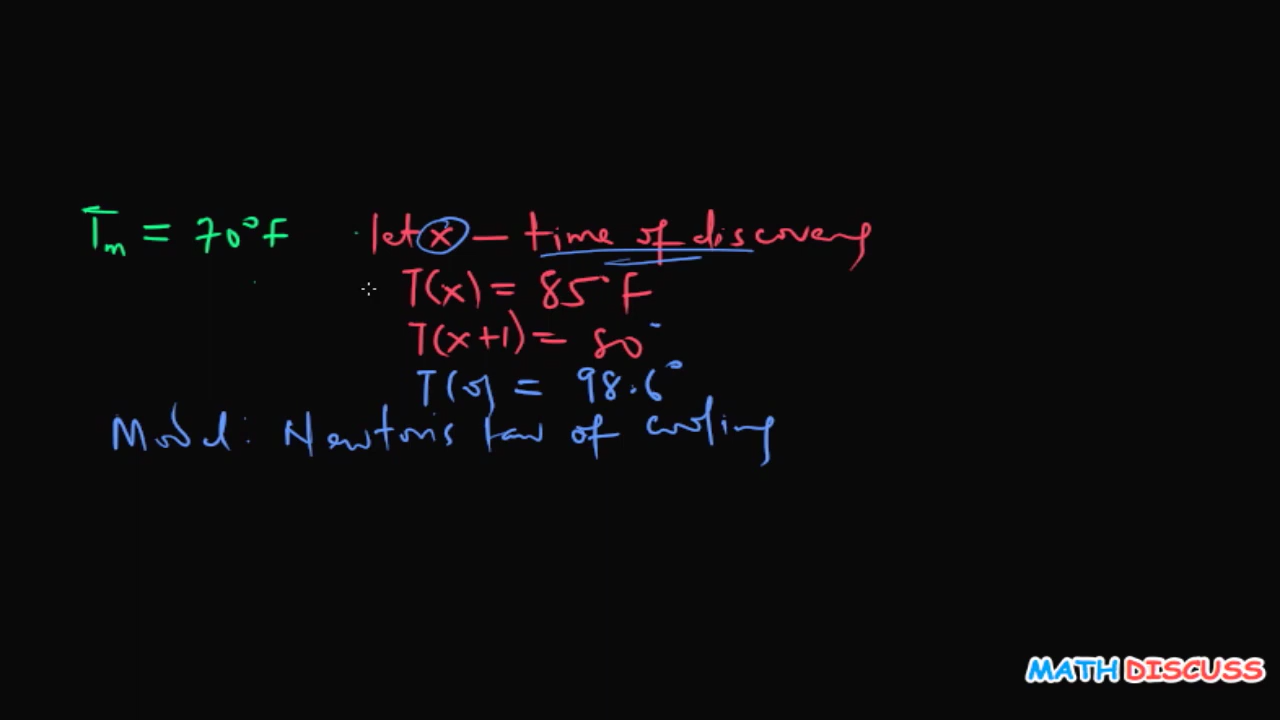 Tm = 70°F
let x - time of discovery
T(x) = 85°F
T(x+1) = 80°
T(0) = 98.6°
Model: Newton's law of cooling
MATH DISCUSS